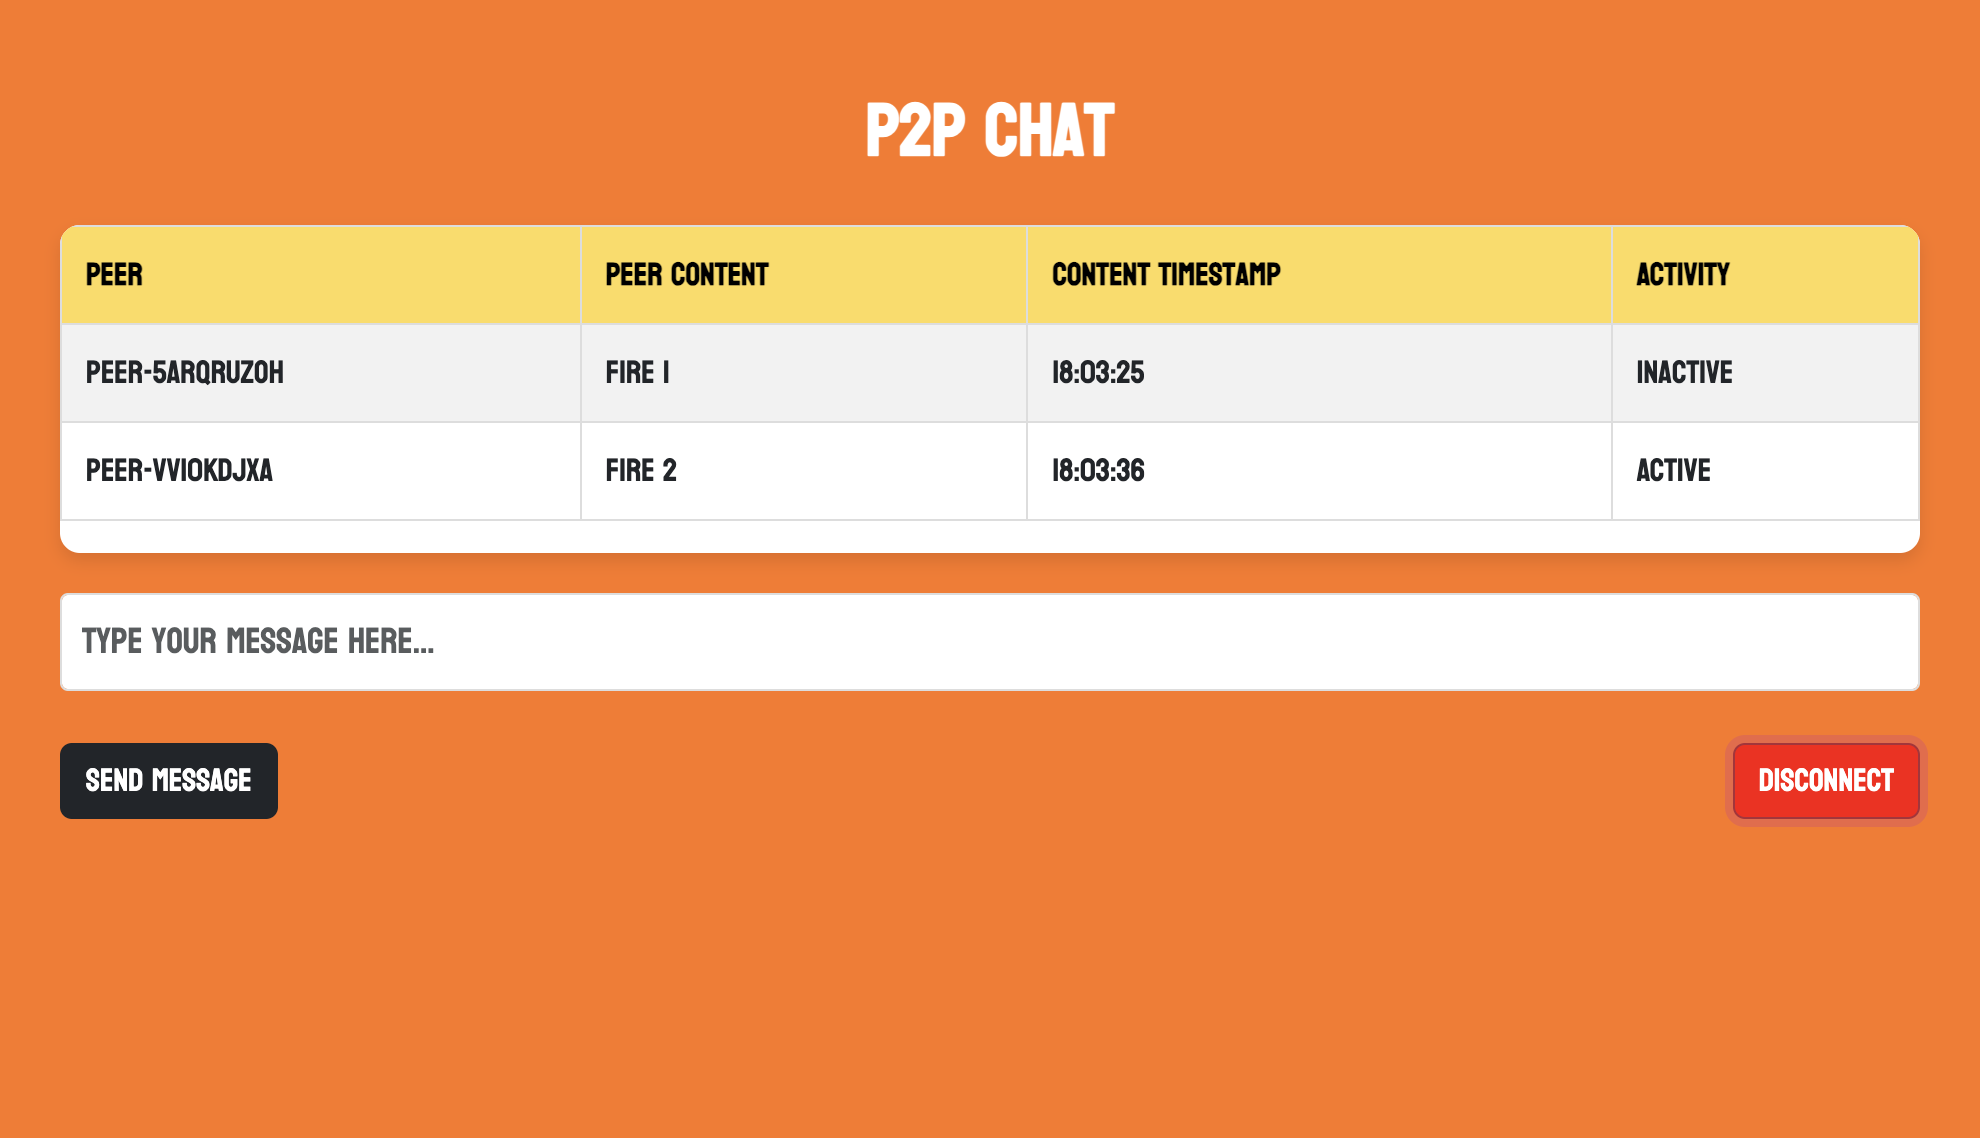 P2P CHAT
PEER PEER CONTENT CONTENT TIMESTAMP ACTIVITY
PEER-5ARQRUZOH FIRE 1 18:03:25 INACTIVE
PEER-VVIOKDJXA FIRE 2 18:03:36 ACTIVE
TYPE YOUR MESSAGE HERE...
SEND MESSAGE DISCONNECT